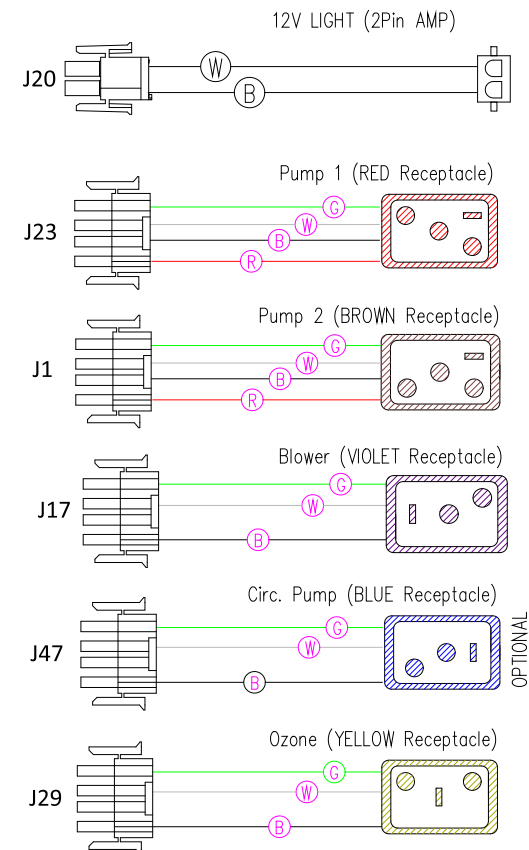 12V LIGHT (2Pin AMP)
J20
W
B
Pump 1 (RED Receptacle)
J23
G
W
B
R
Pump 2 (BROWN Receptacle)
J1
G
W
B
R
Blower (VIOLET Receptacle)
J17
G
W
B
Circ. Pump (BLUE Receptacle)
J47
G
W
B
OPTIONAL
Ozone (YELLOW Receptacle)
J29
G
W
B